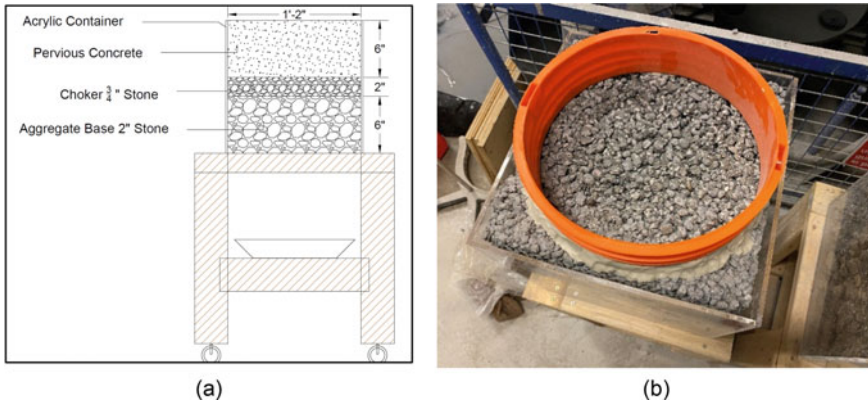 Acrylic Container
1'-2"
Pervious Concrete
6"
Choker 3/4" Stone
2"
Aggregate Base 2" Stone
6"
(a)
(b)